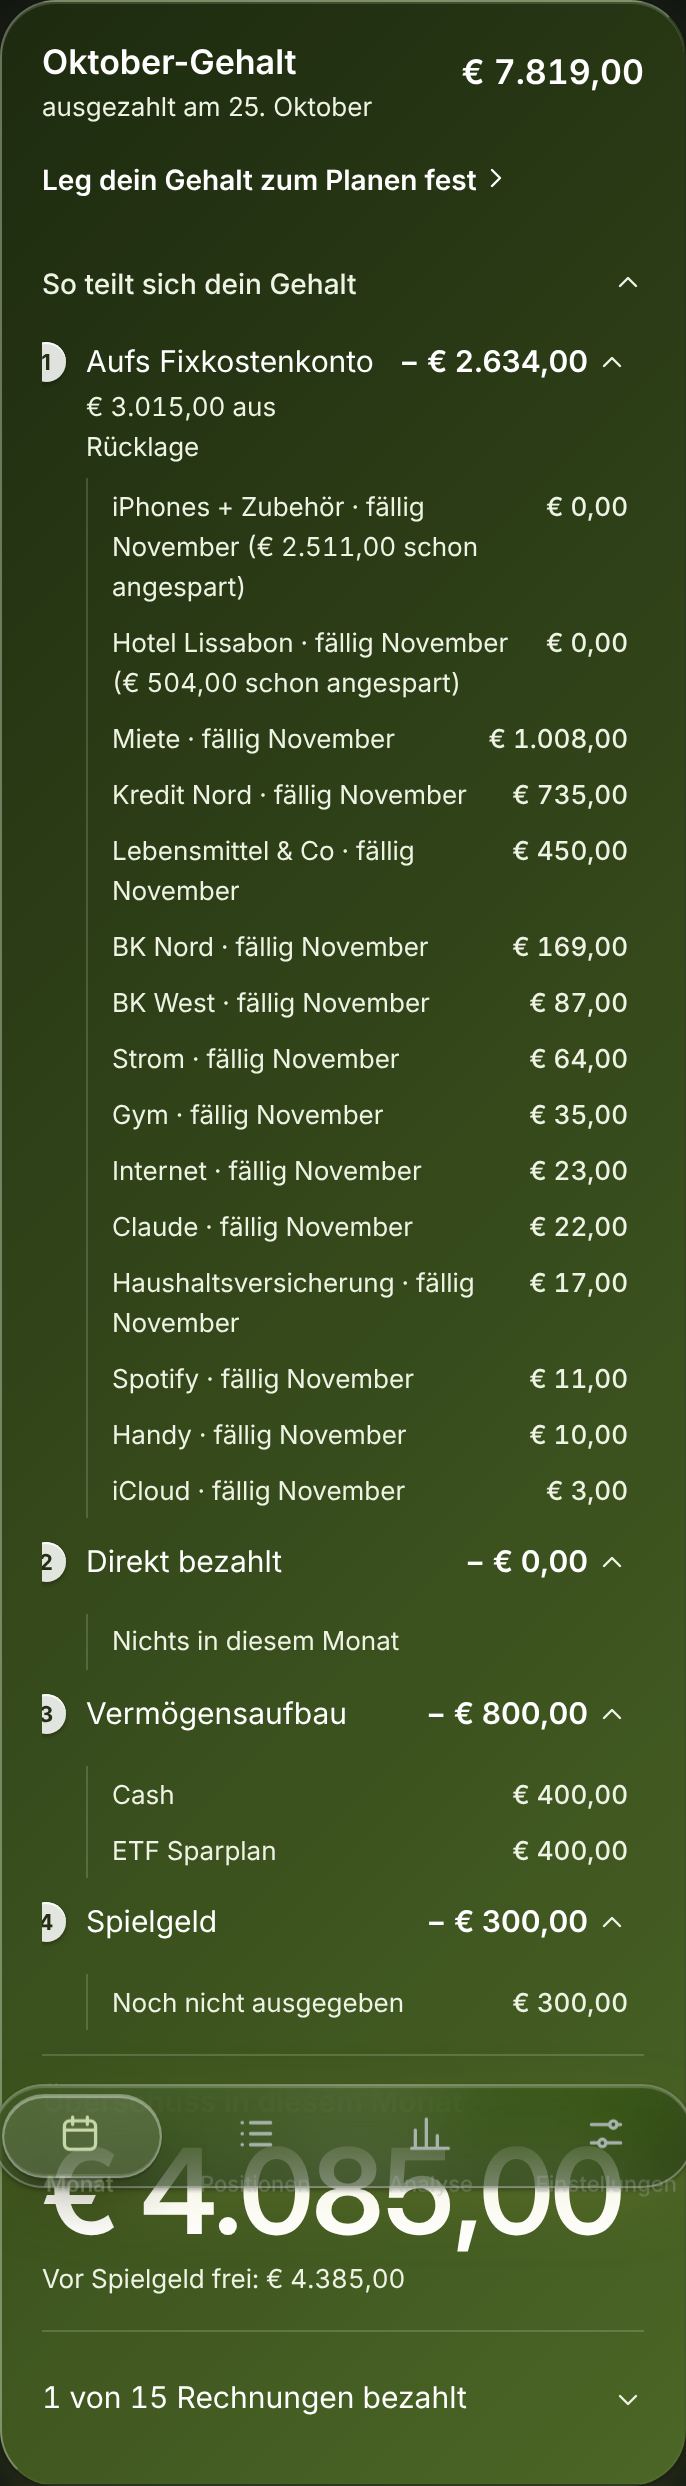 Oktober-Gehalt
€ 7.819,00
ausgezahlt am 25. Oktober
Leg dein Gehalt zum Planen fest
So teilt sich dein Gehalt
1 Aufs Fixkostenkonto – € 2.634,00
€ 3.015,00 aus
Rücklage
iPhones + Zubehör · fällig € 0,00
November (€ 2.511,00 schon
angespart)
Hotel Lissabon · fällig November € 0,00
(€ 504,00 schon angespart)
Miete · fällig November € 1.008,00
Kredit Nord · fällig November € 735,00
Lebensmittel & Co · fällig € 450,00
November
BK Nord · fällig November € 169,00
BK West · fällig November € 87,00
Strom · fällig November € 64,00
Gym · fällig November € 35,00
Internet · fällig November € 23,00
Claude · fällig November € 22,00
Haushaltsversicherung · fällig € 17,00
November
Spotify · fällig November € 11,00
Handy · fällig November € 10,00
iCloud · fällig November € 3,00
2 Direkt bezahlt – € 0,00
Nichts in diesem Monat
3 Vermögensaufbau – € 800,00
Cash € 400,00
ETF Sparplan € 400,00
4 Spielgeld – € 300,00
Noch nicht ausgegeben € 300,00
Überschuss in diesem Monat
Monat Positionen Analyse Einstellungen
€ 4.085,00
Vor Spielgeld frei: € 4.385,00
1 von 15 Rechnungen bezahlt